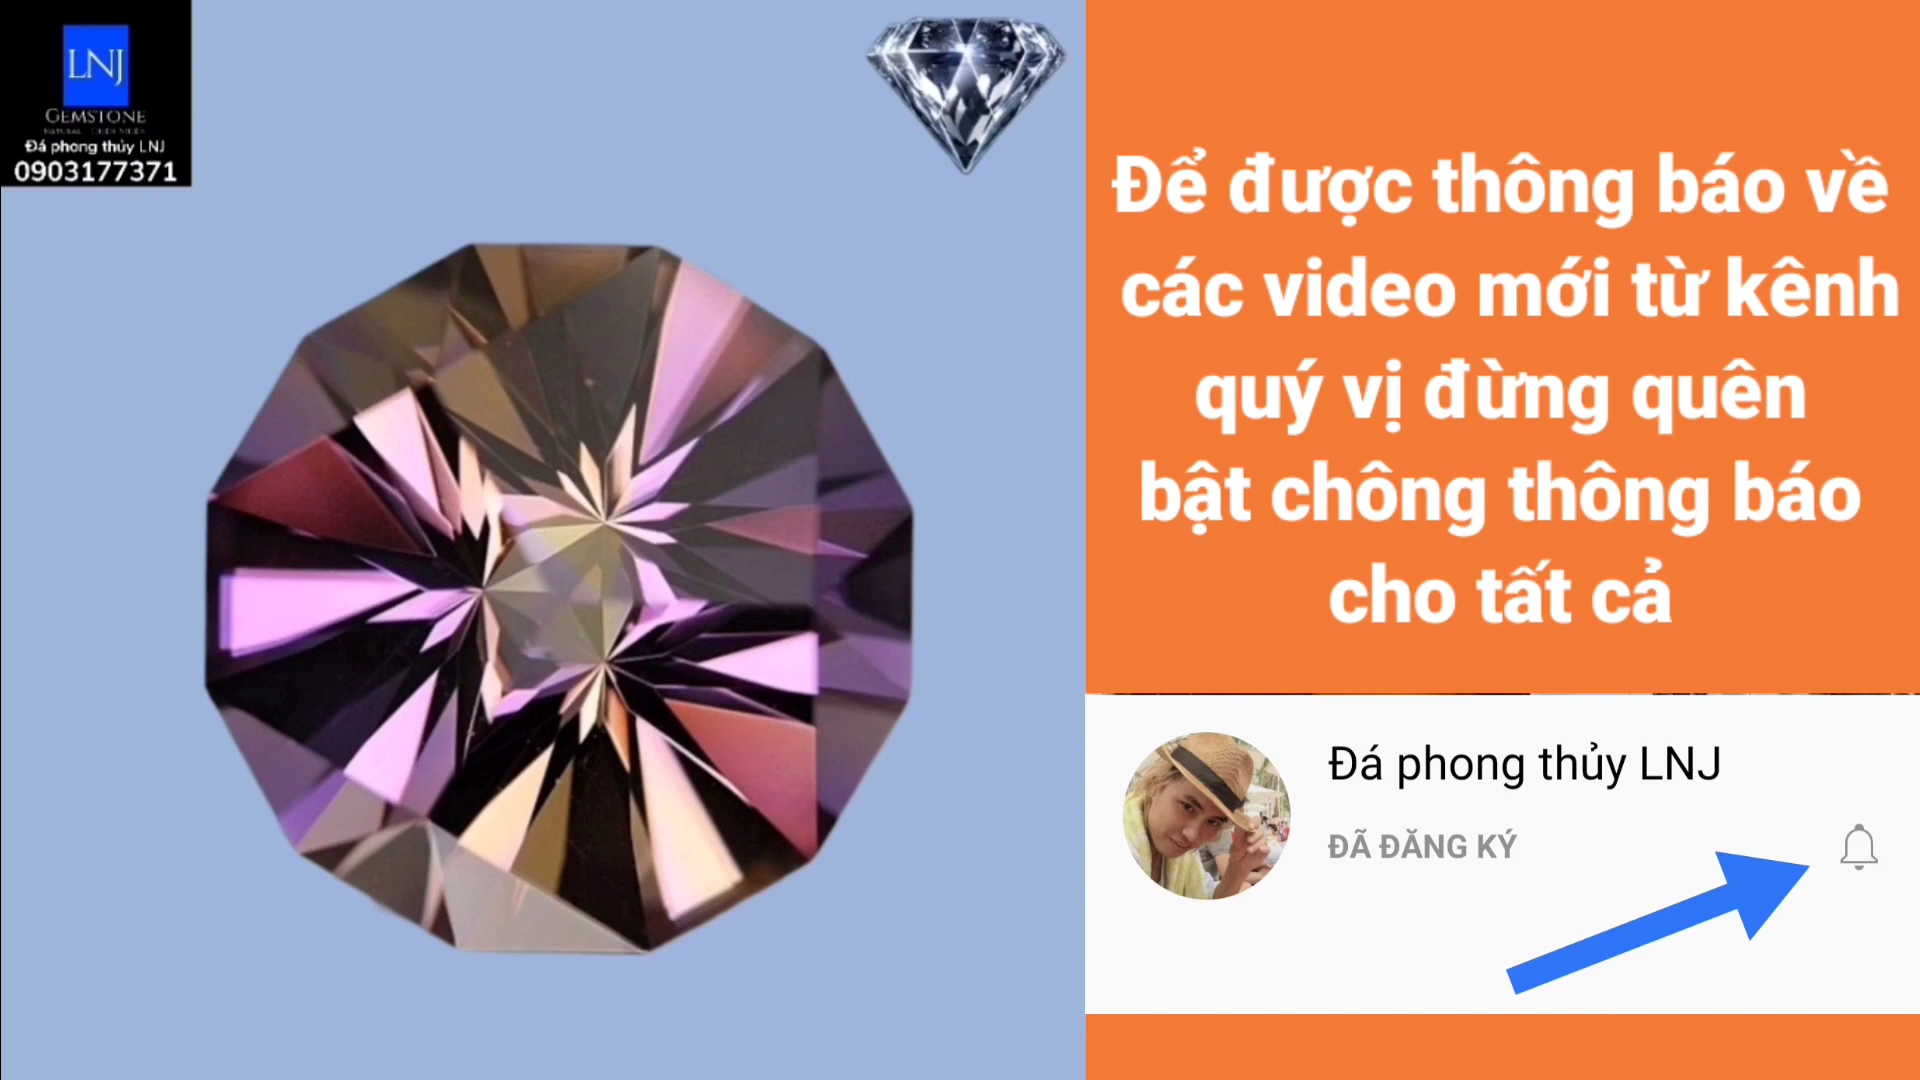 LNJ
GEMSTONE
Đá phong thủy LNJ
0903177371
Để được thông báo về
các video mới từ kênh
quý vị đừng quên
bật chông thông báo
cho tất cả
Đá phong thủy LNJ
ĐÃ ĐĂNG KÝ